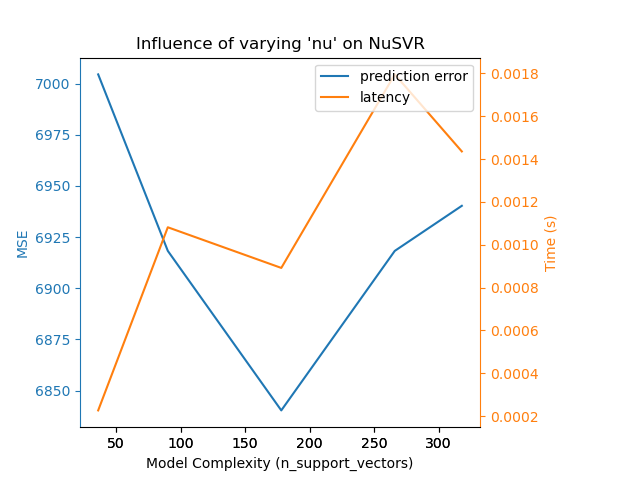 Influence of varying 'nu' on NuSVR
prediction error
latency
7000
6975
6950
6925
6900
6875
6850
MSE
0.0018
0.0016
0.0014
0.0012
0.0010
0.0008
0.0006
0.0004
0.0002
Time (s)
50 100 150 200 250 300
Model Complexity (n_support_vectors)